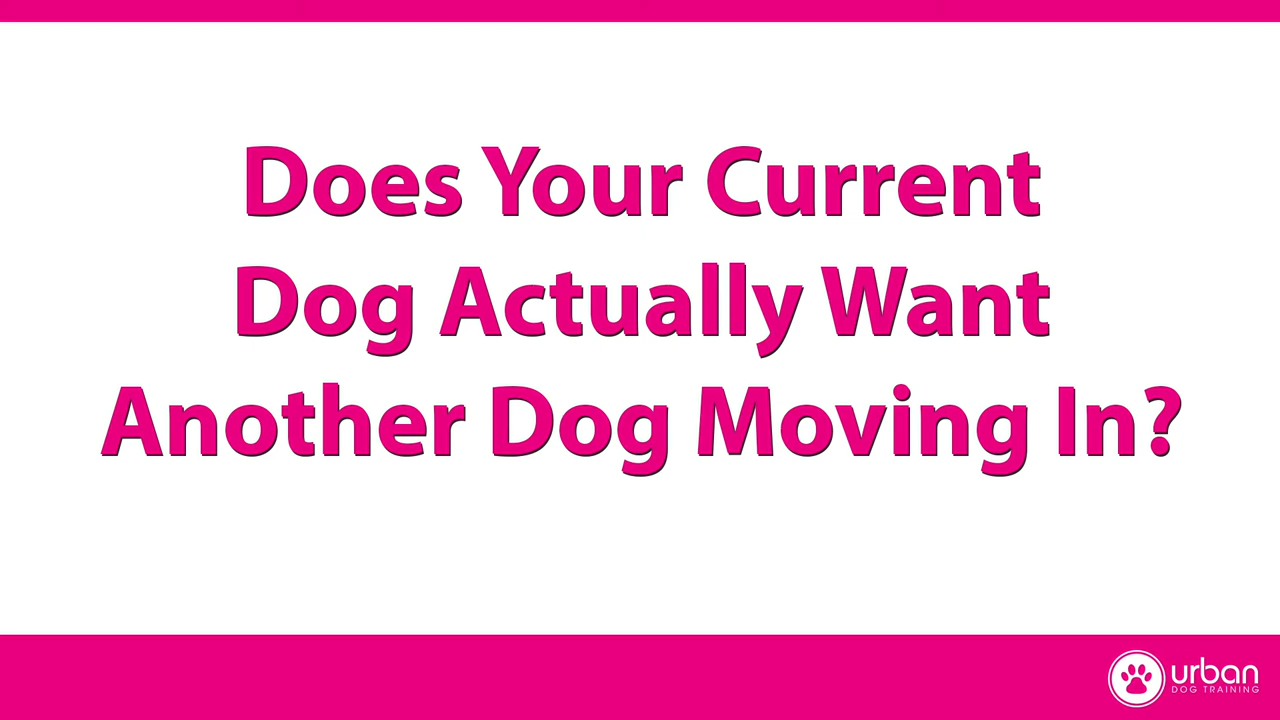 Does Your Current
Dog Actually Want
Another Dog Moving In?
urban
DOG TRAINING